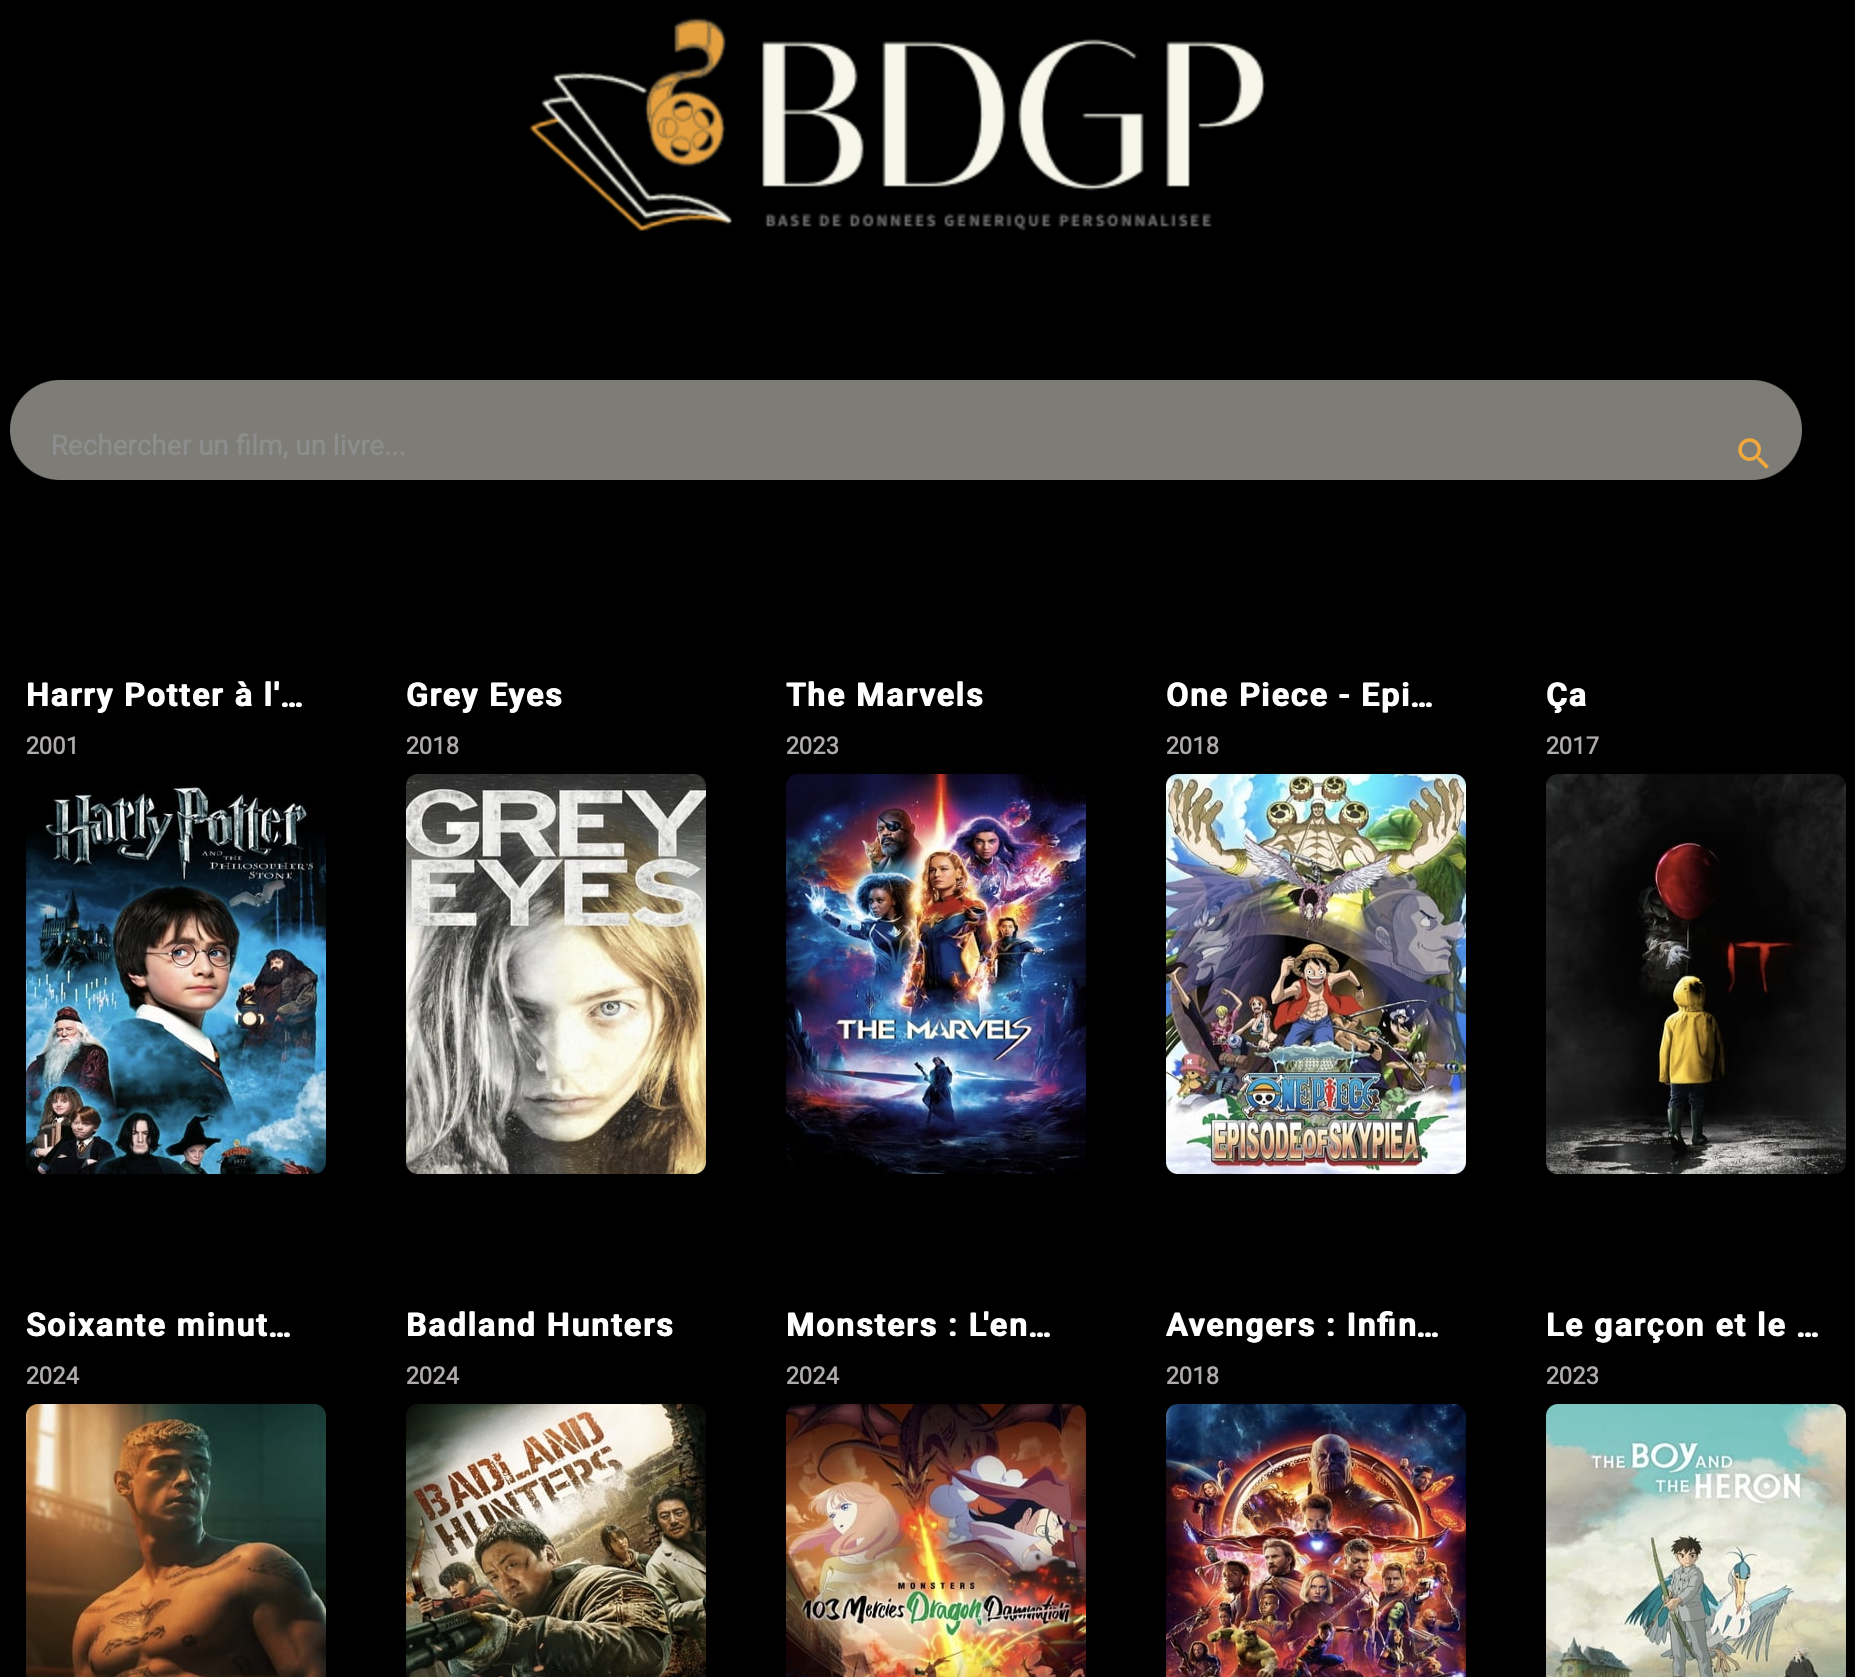 BDGP
BASE DE DONNEES GENERIQUE PERSONNALISEE
Rechercher un film, un livre...
Harry Potter à l'...
2001
Grey Eyes
2018
The Marvels
2023
One Piece - Epi...
2018
Ça
2017
Harry Potter
AND THE
PHILOSOPHER'S
STONE
GREY
EYES
THE MARVELS
ONE PIECE
EPISODE OF SKYPIEA
IT
Soixante minut...
2024
Badland Hunters
2024
Monsters : L'en...
2024
Avengers : Infin...
2018
Le garçon et le ...
2023
BADLAND
HUNTERS
MONSTERS
103 Mercies Dragon Damnation
THE BOY AND
THE HERON